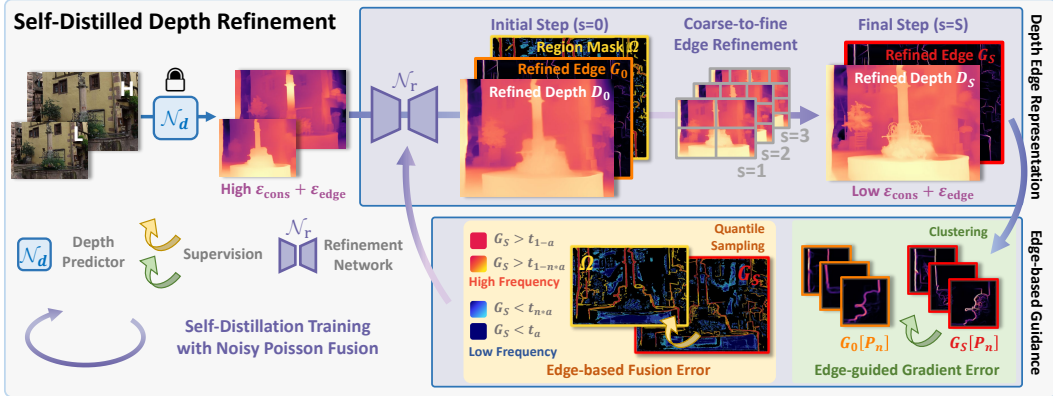 Self-Distilled Depth Refinement
H
L
𝒩d
High εcons + εedge
𝒩r
Initial Step (s=0)
Region Mask Ω
Refined Edge G0
Refined Depth D0
Coarse-to-fine
Edge Refinement
s=1
s=2
s=3
Final Step (s=S)
Refined Edge GS
Refined Depth DS
Low εcons + εedge
Depth Edge Representation
𝒩d
Depth
Predictor
Supervision
𝒩r
Refinement
Network
Self-Distillation Training
with Noisy Poisson Fusion
GS > t1−a
GS > t1−n∗a
High Frequency
GS < tn∗a
GS < ta
Low Frequency
Quantile
Sampling
Ω
GS
Edge-based Fusion Error
Clustering
G0[Pn]
GS[Pn]
Edge-guided Gradient Error
Edge-based Guidance